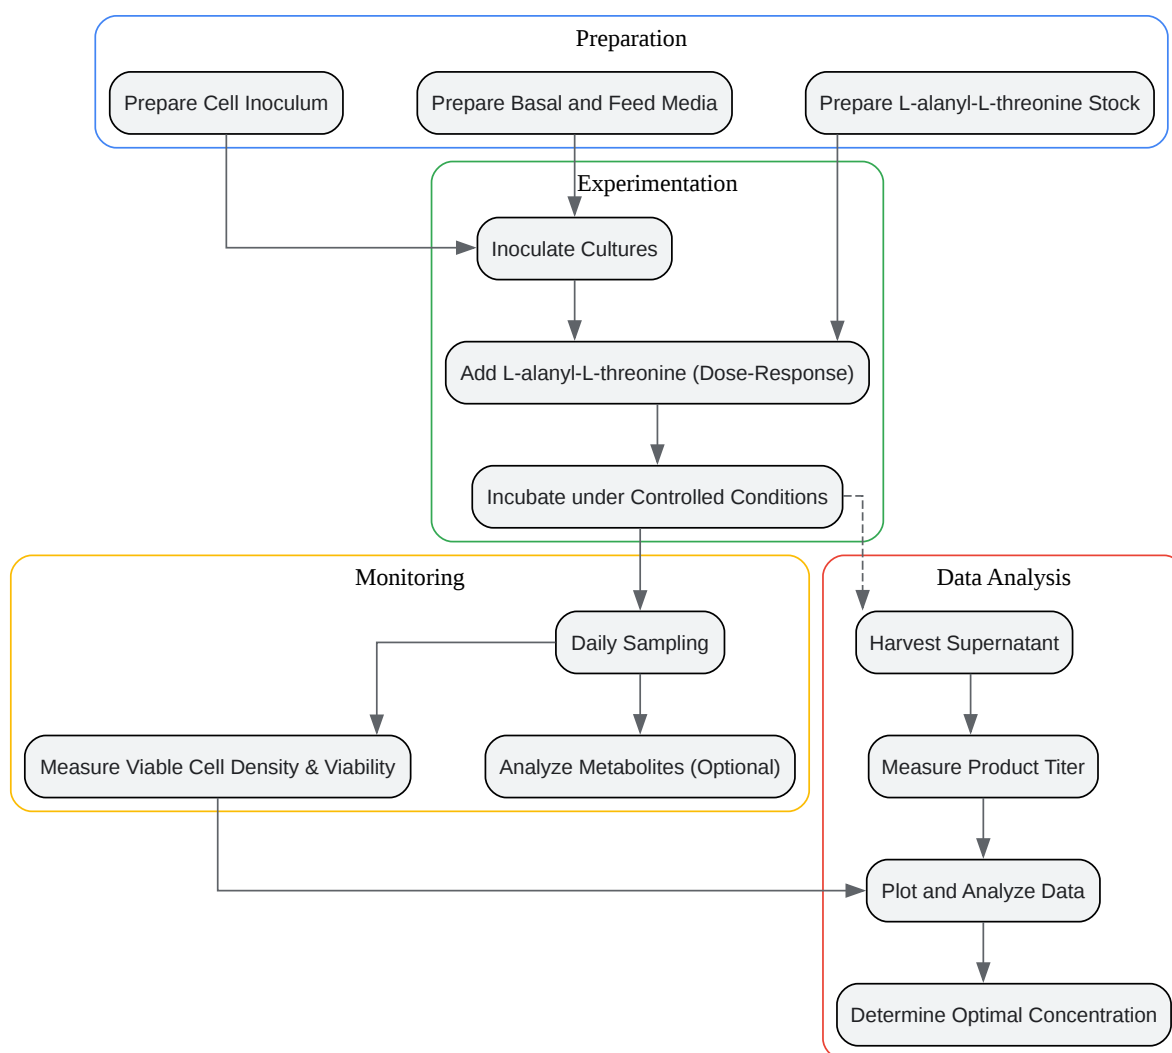 Preparation
Prepare Cell Inoculum
Prepare Basal and Feed Media
Prepare L-alanyl-L-threonine Stock
Experimentation
Inoculate Cultures
Add L-alanyl-L-threonine (Dose-Response)
Incubate under Controlled Conditions
Monitoring
Daily Sampling
Measure Viable Cell Density & Viability
Analyze Metabolites (Optional)
Data Analysis
Harvest Supernatant
Measure Product Titer
Plot and Analyze Data
Determine Optimal Concentration